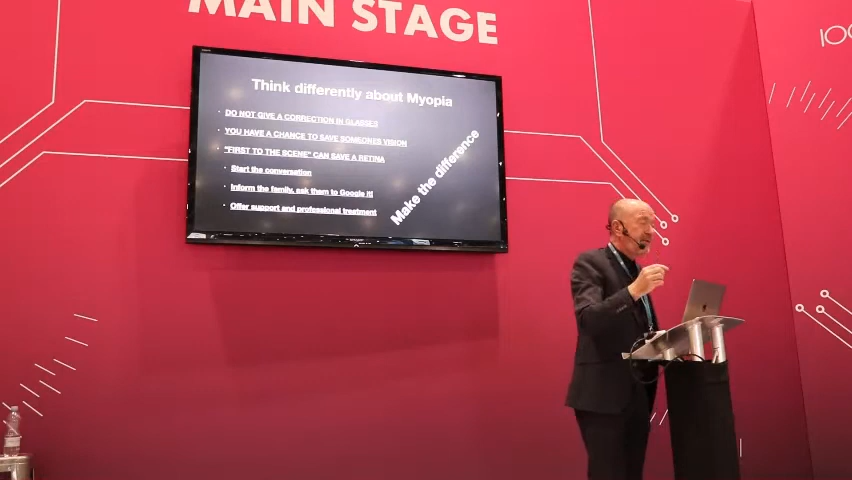 MAIN STAGE
100
Think differently about Myopia
DO NOT GIVE A CORRECTION IN GLASSES
YOU HAVE A CHANCE TO SAVE SOMEONES VISION
"FIRST TO THE SCENE" CAN SAVE A RETINA
Start the conversation
Inform the family, ask them to Google it!
Offer support and professional treatment
Make the difference